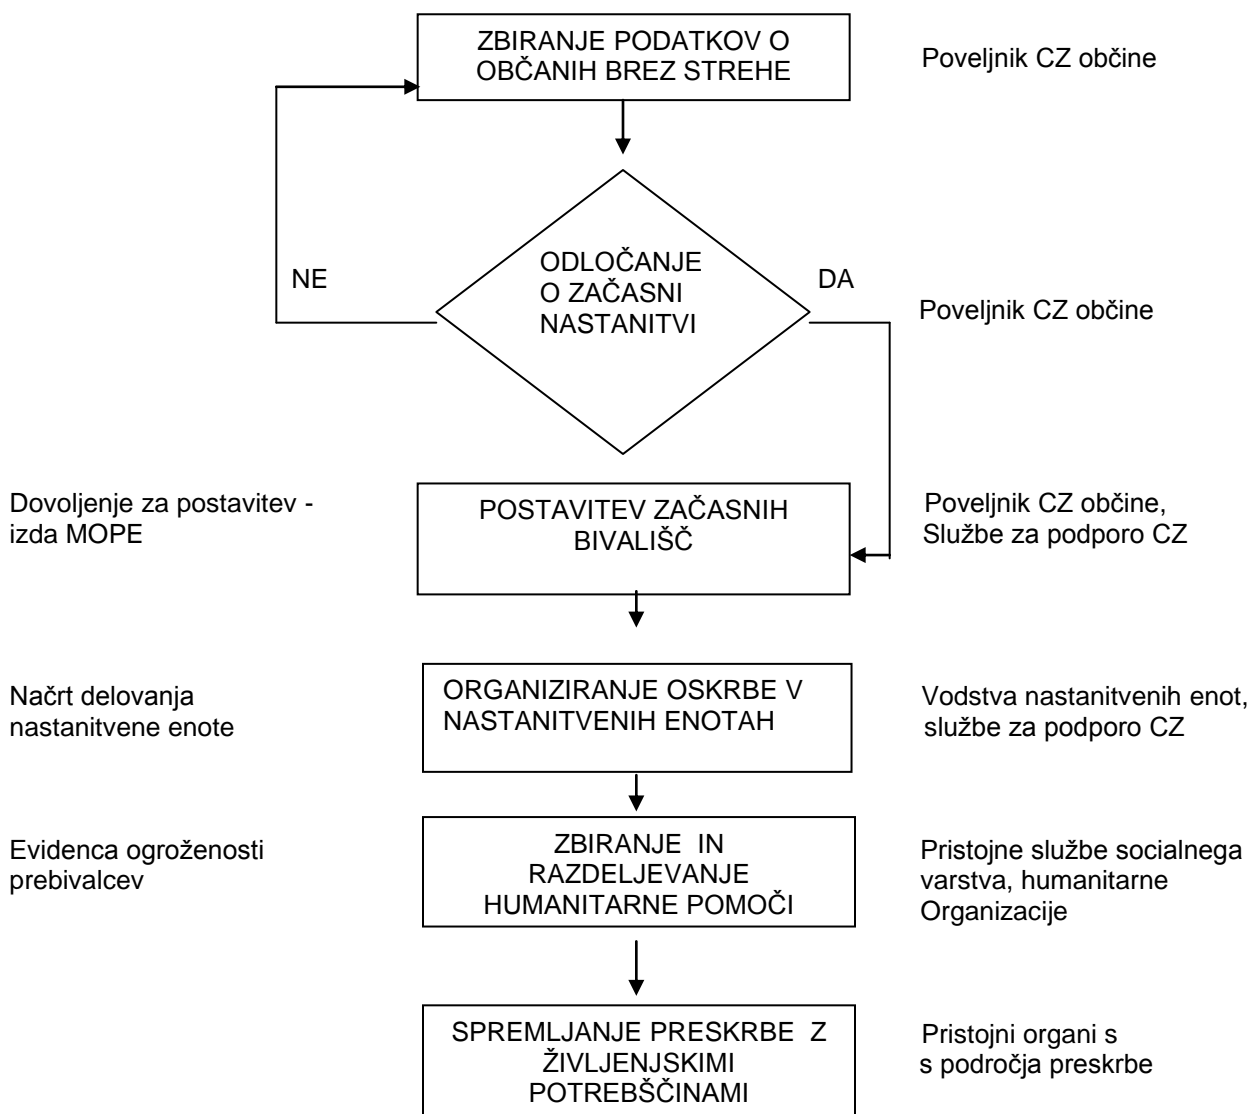 ZBIRANJE PODATKOV O
OBČANIH BREZ STREHE
Poveljnik CZ občine
NE
ODLOČANJE
O ZAČASNI
NASTANITVI
DA
Poveljnik CZ občine
Dovoljenje za postavitev -
izda MOPE
POSTAVITEV ZAČASNIH
BIVALIŠČ
Poveljnik CZ občine,
Službe za podporo CZ
Načrt delovanja
nastanitvene enote
ORGANIZIRANJE OSKRBE V
NASTANITVENIH ENOTAH
Vodstva nastanitvenih enot,
službe za podporo CZ
Evidenca ogroženosti
prebivalcev
ZBIRANJE  IN
RAZDELJEVANJE
HUMANITARNE POMOČI
Pristojne službe socialnega
varstva, humanitarne
Organizacije
SPREMLJANJE PRESKRBE  Z
ŽIVLJENJSKIMI
POTREBŠČINAMI
Pristojni organi s
s področja preskrbe